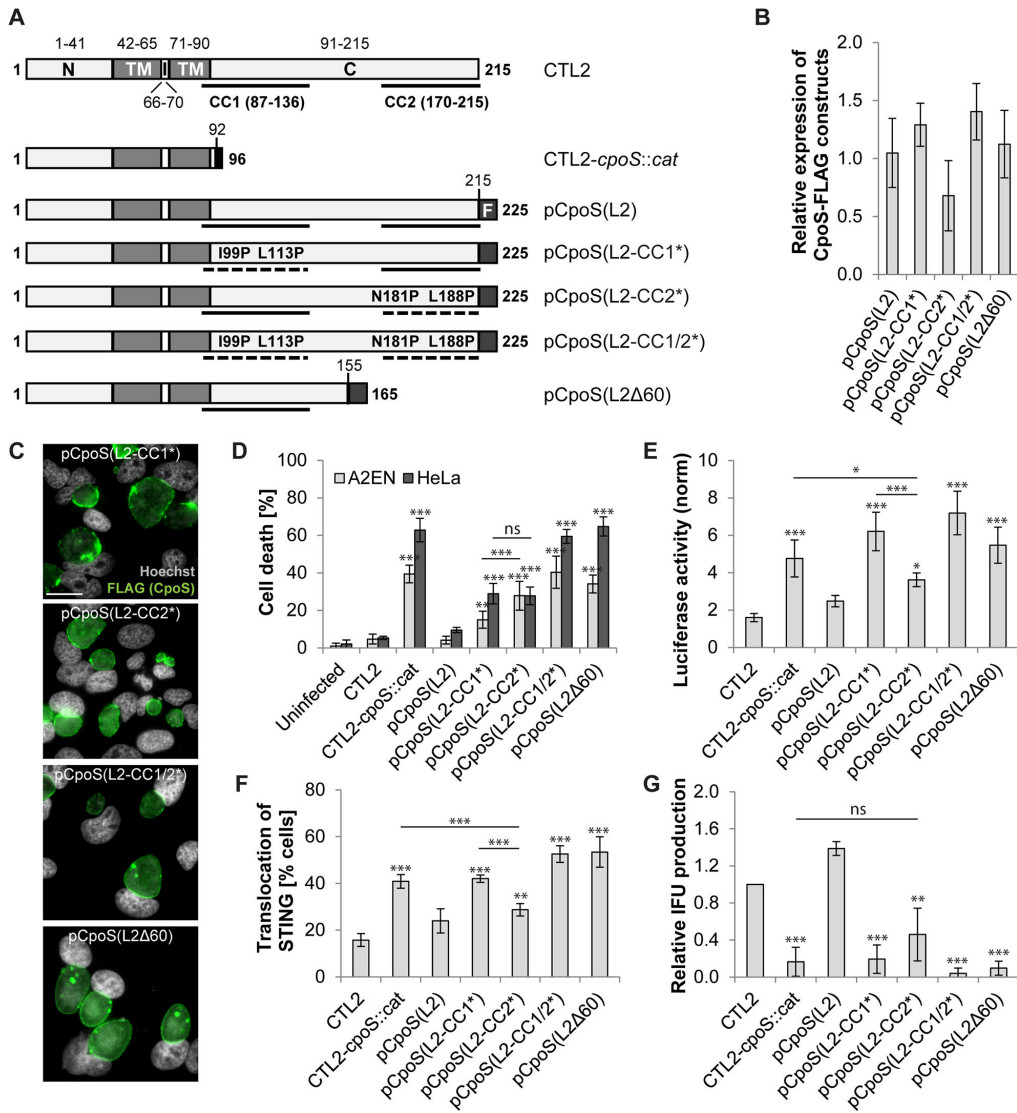 A
1-41 42-65 71-90 91-215
1 N TM I TM C 215 CTL2
66-70 CC1 (87-136) CC2 (170-215)
92
1 96 CTL2-cpoS::cat
215
1 F 225 pCpoS(L2)
1 I99P L113P 225 pCpoS(L2-CC1*)
1 N181P L188P 225 pCpoS(L2-CC2*)
1 I99P L113P N181P L188P 225 pCpoS(L2-CC1/2*)
155
1 165 pCpoS(L2Δ60)
B
Relative expression of
CpoS-FLAG constructs
2.0
1.5
1.0
0.5
0.0
pCpoS(L2)
pCpoS(L2-CC1*)
pCpoS(L2-CC2*)
pCpoS(L2-CC1/2*)
pCpoS(L2Δ60)
C
pCpoS(L2-CC1*)
Hoechst
FLAG (CpoS)
pCpoS(L2-CC2*)
pCpoS(L2-CC1/2*)
pCpoS(L2Δ60)
D
Cell death [%]
100
80
60
40
20
0
A2EN HeLa
*** *** ** *** *** *** *** *** *** ***
*** ns
Uninfected
CTL2
CTL2-cpoS::cat
pCpoS(L2)
pCpoS(L2-CC1*)
pCpoS(L2-CC2*)
pCpoS(L2-CC1/2*)
pCpoS(L2Δ60)
E
Luciferase activity (norm)
10
8
6
4
2
0
*
***
*** *** * *** ***
CTL2
CTL2-cpoS::cat
pCpoS(L2)
pCpoS(L2-CC1*)
pCpoS(L2-CC2*)
pCpoS(L2-CC1/2*)
pCpoS(L2Δ60)
F
Translocation of
STING [% cells]
80
60
40
20
0
***
***
*** *** ** *** ***
CTL2
CTL2-cpoS::cat
pCpoS(L2)
pCpoS(L2-CC1*)
pCpoS(L2-CC2*)
pCpoS(L2-CC1/2*)
pCpoS(L2Δ60)
G
Relative IFU production
2.0
1.6
1.2
0.8
0.4
0.0
ns
*** *** ** *** ***
CTL2
CTL2-cpoS::cat
pCpoS(L2)
pCpoS(L2-CC1*)
pCpoS(L2-CC2*)
pCpoS(L2-CC1/2*)
pCpoS(L2Δ60)